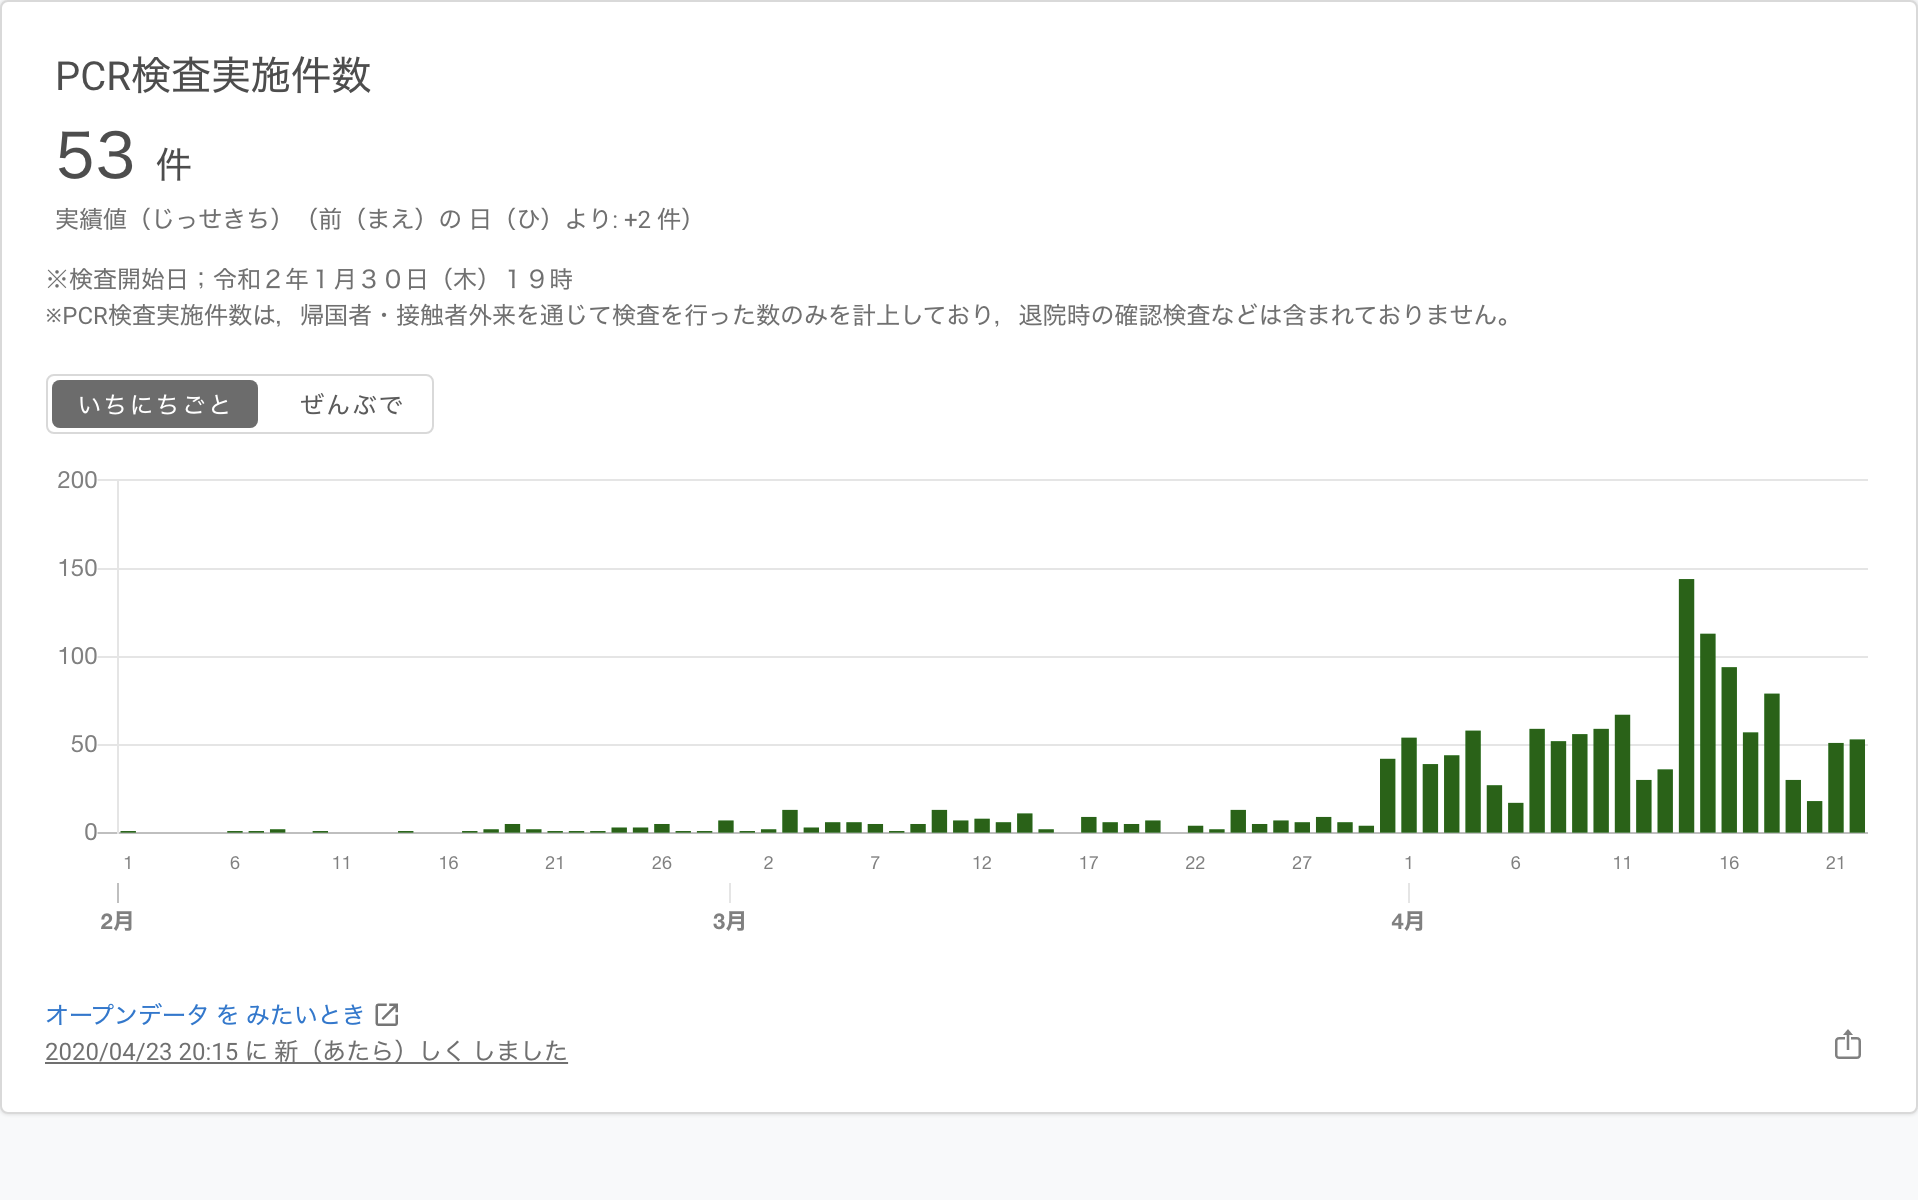 PCR検査実施件数
53 件
実績値（じっせきち）（前（まえ）の 日（ひ）より: +2 件）
※検査開始日；令和２年１月３０日（木）１９時
※PCR検査実施件数は，帰国者・接触者外来を通じて検査を行った数のみを計上しており，退院時の確認検査などは含まれておりません。
いちにちごと ぜんぶで
200
150
100
50
0
1 6 11 16 21 26 2 7 12 17 22 27 1 6 11 16 21
2月 3月 4月
オープンデータ を みたいとき
2020/04/23 20:15 に 新（あたら）しく しました